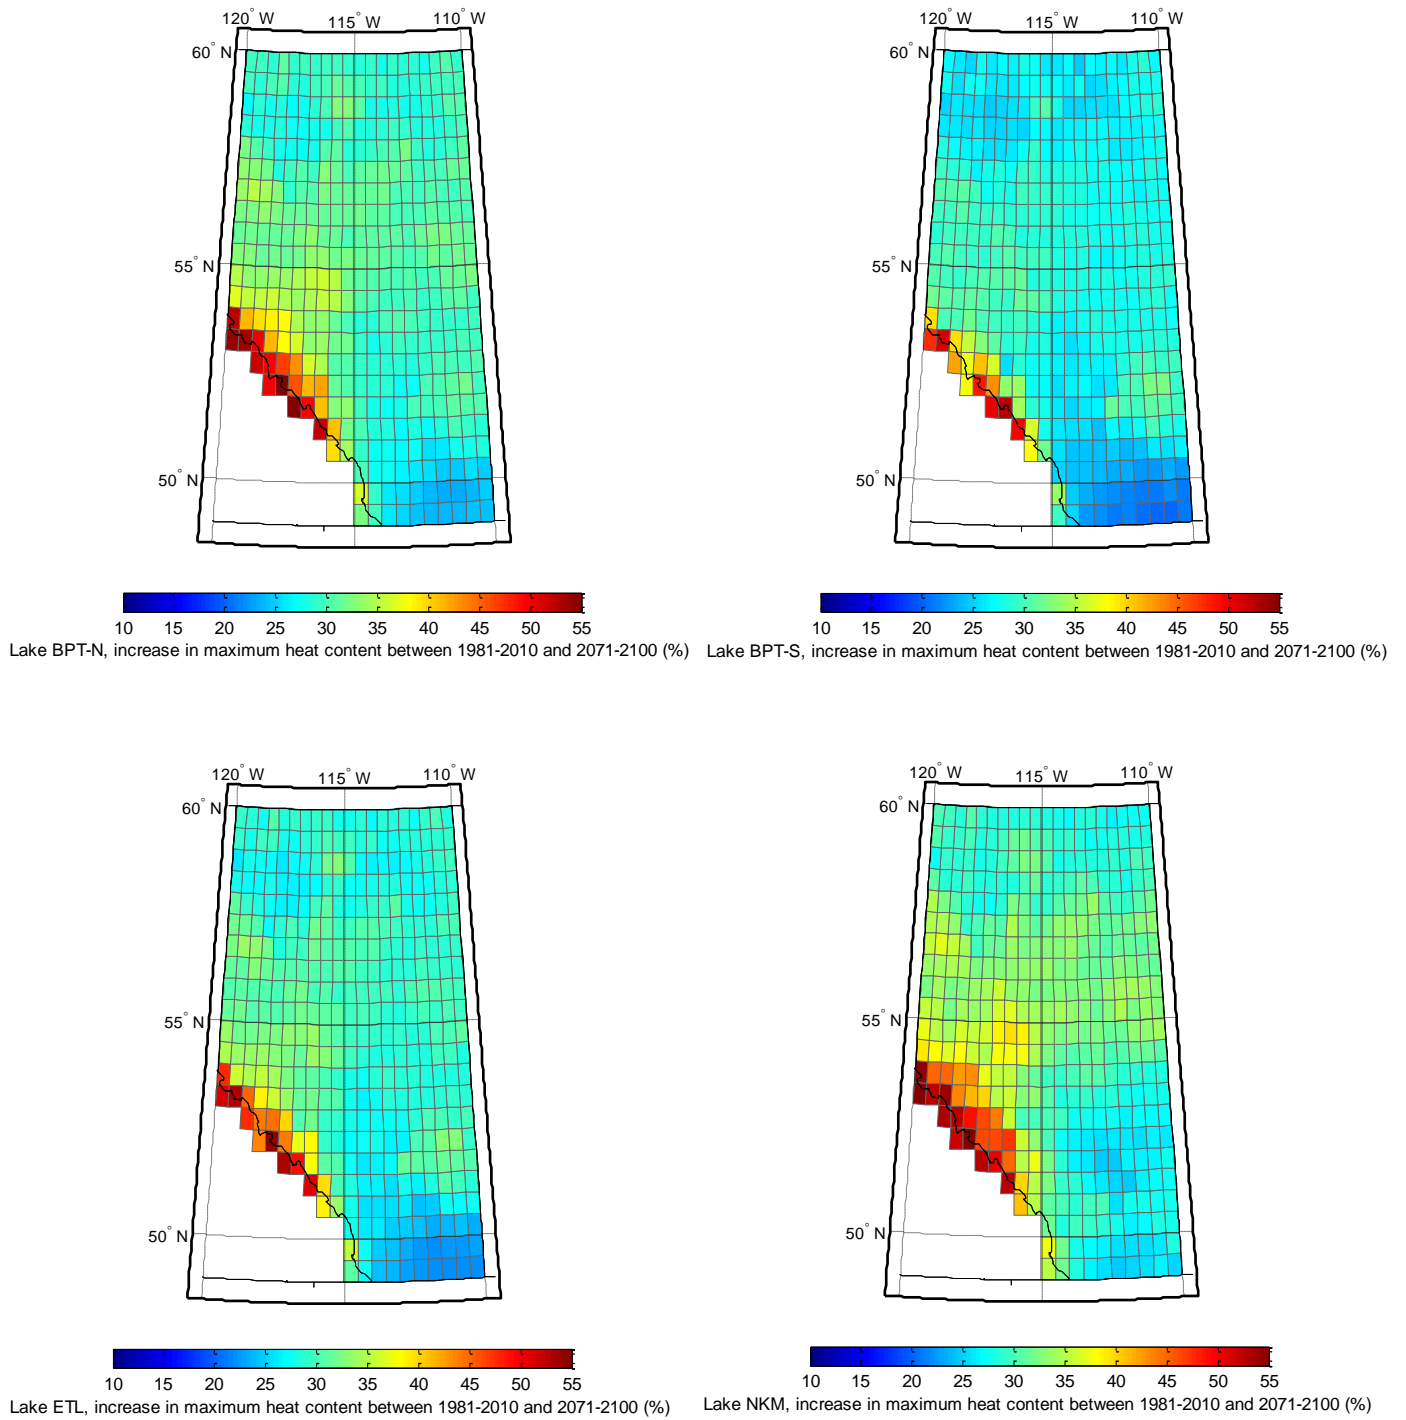 120° W 115° W 110° W
60° N
55° N
50° N
10 15 20 25 30 35 40 45 50 55
Lake BPT-N, increase in maximum heat content between 1981-2010 and 2071-2100 (%)
120° W 115° W 110° W
60° N
55° N
50° N
10 15 20 25 30 35 40 45 50 55
Lake BPT-S, increase in maximum heat content between 1981-2010 and 2071-2100 (%)
120° W 115° W 110° W
60° N
55° N
50° N
10 15 20 25 30 35 40 45 50 55
Lake ETL, increase in maximum heat content between 1981-2010 and 2071-2100 (%)
120° W 115° W 110° W
60° N
55° N
50° N
10 15 20 25 30 35 40 45 50 55
Lake NKM, increase in maximum heat content between 1981-2010 and 2071-2100 (%)